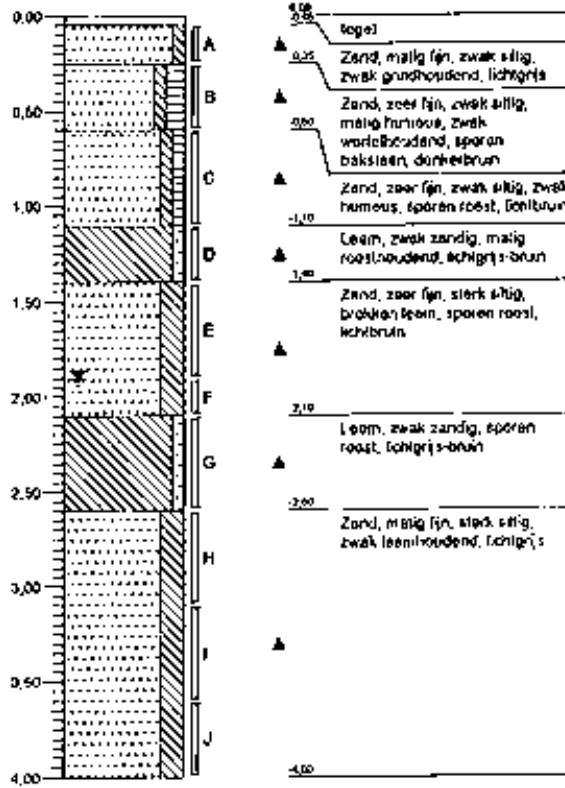 0,00
0,50
1,00
1,50
2,00
2,50
3,00
3,50
4,00
A
B
C
D
E
F
G
H
I
J
0,00
-0,05
tegel
Zand, matig fijn, zwak siltig,
zwak grindhoudend, lichtgrijs
-0,25
Zand, zeer fijn, zwak siltig,
matig humeus, zwak
wortelhoudend, sporen
baksteen, donkerbruin
-0,60
Zand, zeer fijn, zwak siltig, zwak
humeus, sporen roest, lichtbruin
-1,10
Leem, zwak zandig, matig
roesthoudend, lichtgrijs-bruin
-1,40
Zand, zeer fijn, sterk siltig,
brokken leem, sporen roest,
lichtbruin
-2,10
Leem, zwak zandig, sporen
roest, lichtgrijs-bruin
-2,60
Zand, matig fijn, sterk siltig,
zwak leemhoudend, lichtgrijs
-4,00